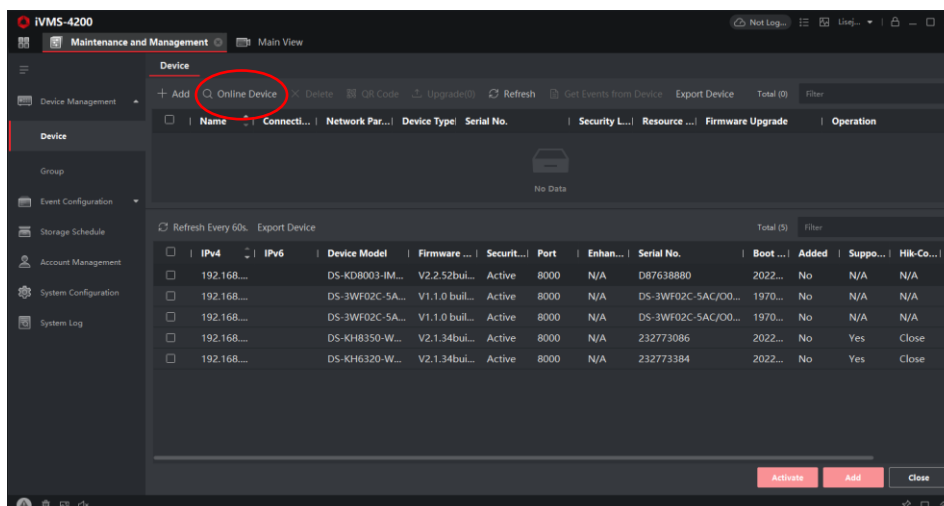 iVMS-4200
Not Log... Lisej...
Maintenance and Management Main View
Device
Device Management
Device
Group
Event Configuration
Storage Schedule
Account Management
System Configuration
System Log
+ Add Online Device Delete QR Code Upgrade(0) Refresh Get Events from Device Export Device Total (0) Filter
Name Connecti... Network Par... Device Type Serial No. Security L... Resource ... Firmware Upgrade Operation
No Data
Refresh Every 60s. Export Device Total (5) Filter
IPv4 IPv6 Device Model Firmware ... Securit... Port Enhan... Serial No. Boot ... Added Suppo... Hik-Co...
192.168.... DS-KD8003-IM... V2.2.52bui... Active 8000 N/A D87638880 2022... No N/A N/A
192.168.... DS-3WF02C-5A... V1.1.0 buil... Active 8000 N/A DS-3WF02C-5AC/O0... 1970... No N/A N/A
192.168.... DS-3WF02C-5A... V1.1.0 buil... Active 8000 N/A DS-3WF02C-5AC/O0... 1970... No N/A N/A
192.168.... DS-KH8350-W... V2.1.34bui... Active 8000 N/A 232773086 2022... No Yes Close
192.168.... DS-KH6320-W... V2.1.34bui... Active 8000 N/A 232773384 2022... No Yes Close
Activate Add Close